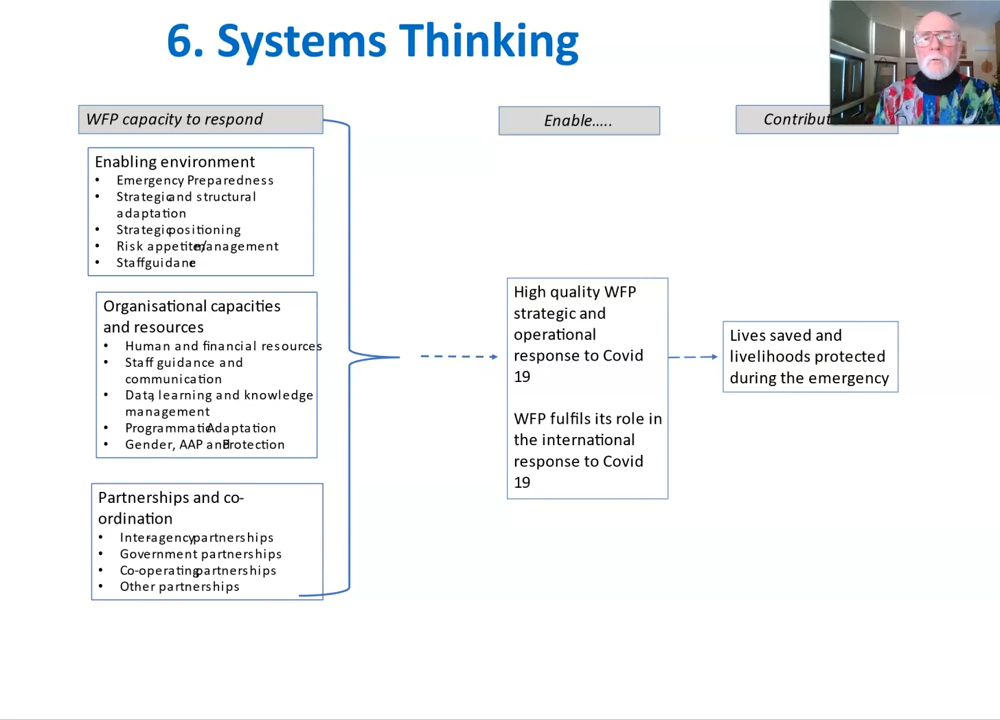 6. Systems Thinking
WFP capacity to respond
Enabling environment
• Emergency Preparedness
• Strategic and structural
adaptation
• Strategic positioning
• Risk appetite/management
• Staff guidance
Organisational capacities
and resources
• Human and financial resources
• Staff guidance and
communication
• Data, learning and knowledge
management
• Programmatic Adaptation
• Gender, AAP and Protection
Partnerships and co-
ordination
• Inter-agency partnerships
• Government partnerships
• Co-operating partnerships
• Other partnerships
Enable…..
High quality WFP
strategic and
operational
response to Covid
19
WFP fulfils its role in
the international
response to Covid
19
Contribut
Lives saved and
livelihoods protected
during the emergency